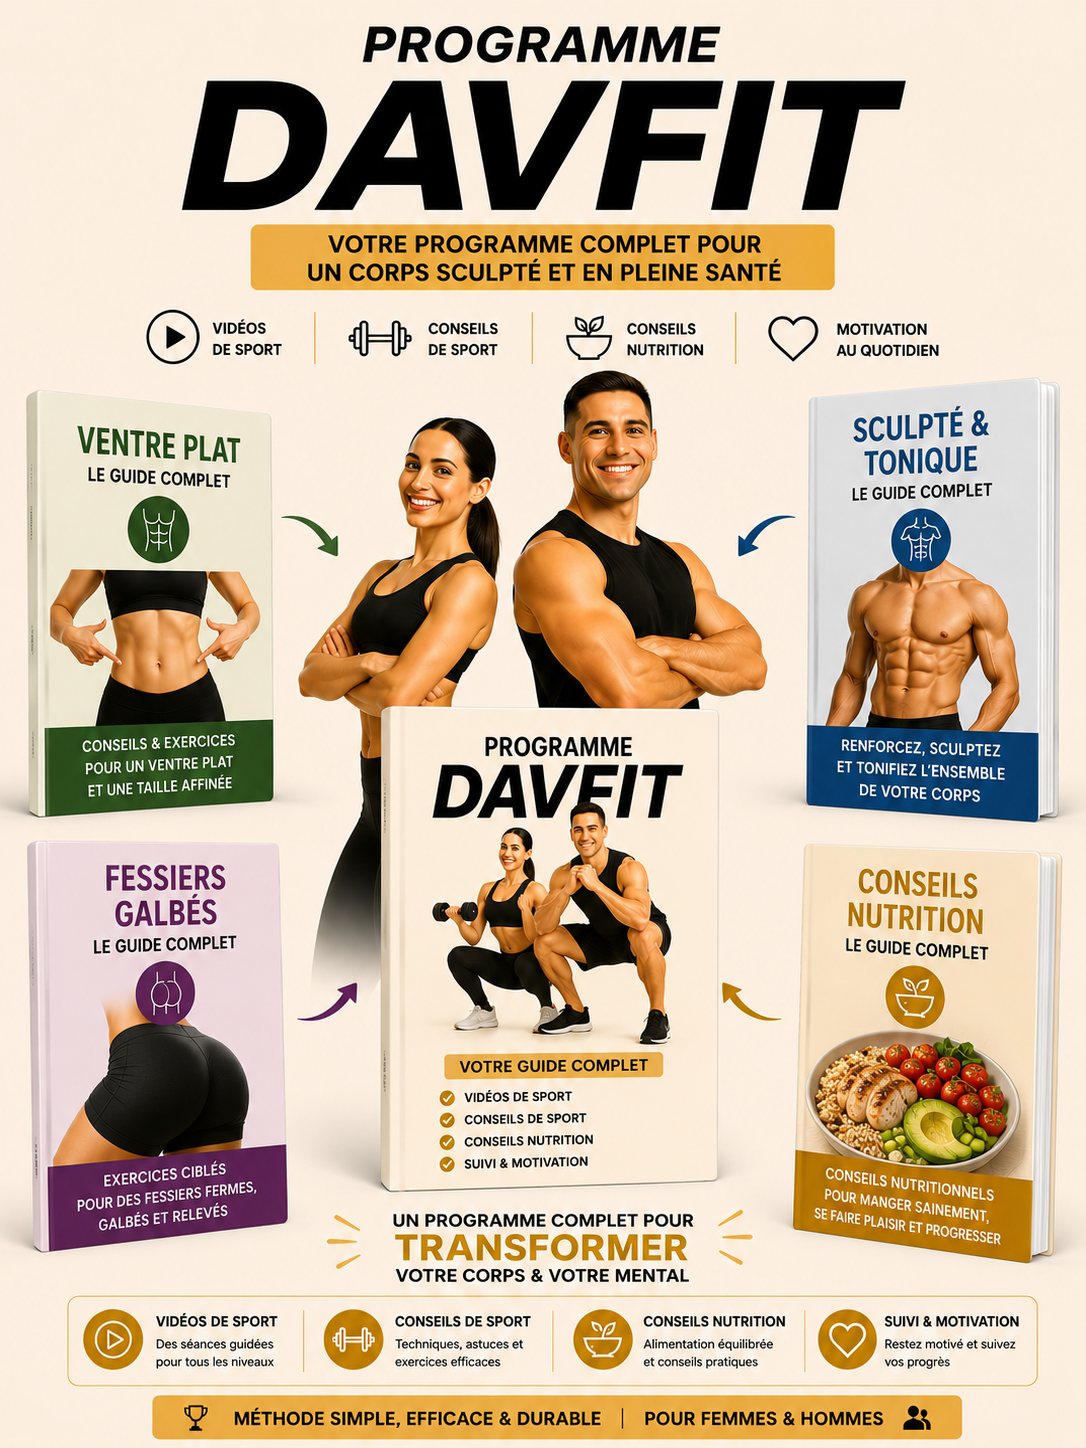 PROGRAMME
DAVFIT
VOTRE PROGRAMME COMPLET POUR
UN CORPS SCULPTÉ ET EN PLEINE SANTÉ
VIDÉOS
DE SPORT
CONSEILS
DE SPORT
CONSEILS
NUTRITION
MOTIVATION
AU QUOTIDIEN
VENTRE PLAT
LE GUIDE COMPLET
CONSEILS & EXERCICES
POUR UN VENTRE PLAT
ET UNE TAILLE AFFINÉE
SCULPTÉ &
TONIQUE
LE GUIDE COMPLET
RENFORCEZ, SCULPTEZ
ET TONIFIEZ L'ENSEMBLE
DE VOTRE CORPS
FESSIERS
GALBÉS
LE GUIDE COMPLET
EXERCICES CIBLÉS
POUR DES FESSIERS FERMES,
GALBÉS ET RELEVÉS
PROGRAMME
DAVFIT
VOTRE GUIDE COMPLET
VIDÉOS DE SPORT
CONSEILS DE SPORT
CONSEILS NUTRITION
SUIVI & MOTIVATION
CONSEILS
NUTRITION
LE GUIDE COMPLET
CONSEILS NUTRITIONNELS
POUR MANGER SAINEMENT,
SE FAIRE PLAISIR ET PROGRESSER
UN PROGRAMME COMPLET POUR
TRANSFORMER
VOTRE CORPS & VOTRE MENTAL
VIDÉOS DE SPORT
Des séances guidées
pour tous les niveaux
CONSEILS DE SPORT
Techniques, astuces et
exercices efficaces
CONSEILS NUTRITION
Alimentation équilibrée
et conseils pratiques
SUIVI & MOTIVATION
Restez motivé et suivez
vos progrès
MÉTHODE SIMPLE, EFFICACE & DURABLE | POUR FEMMES & HOMMES